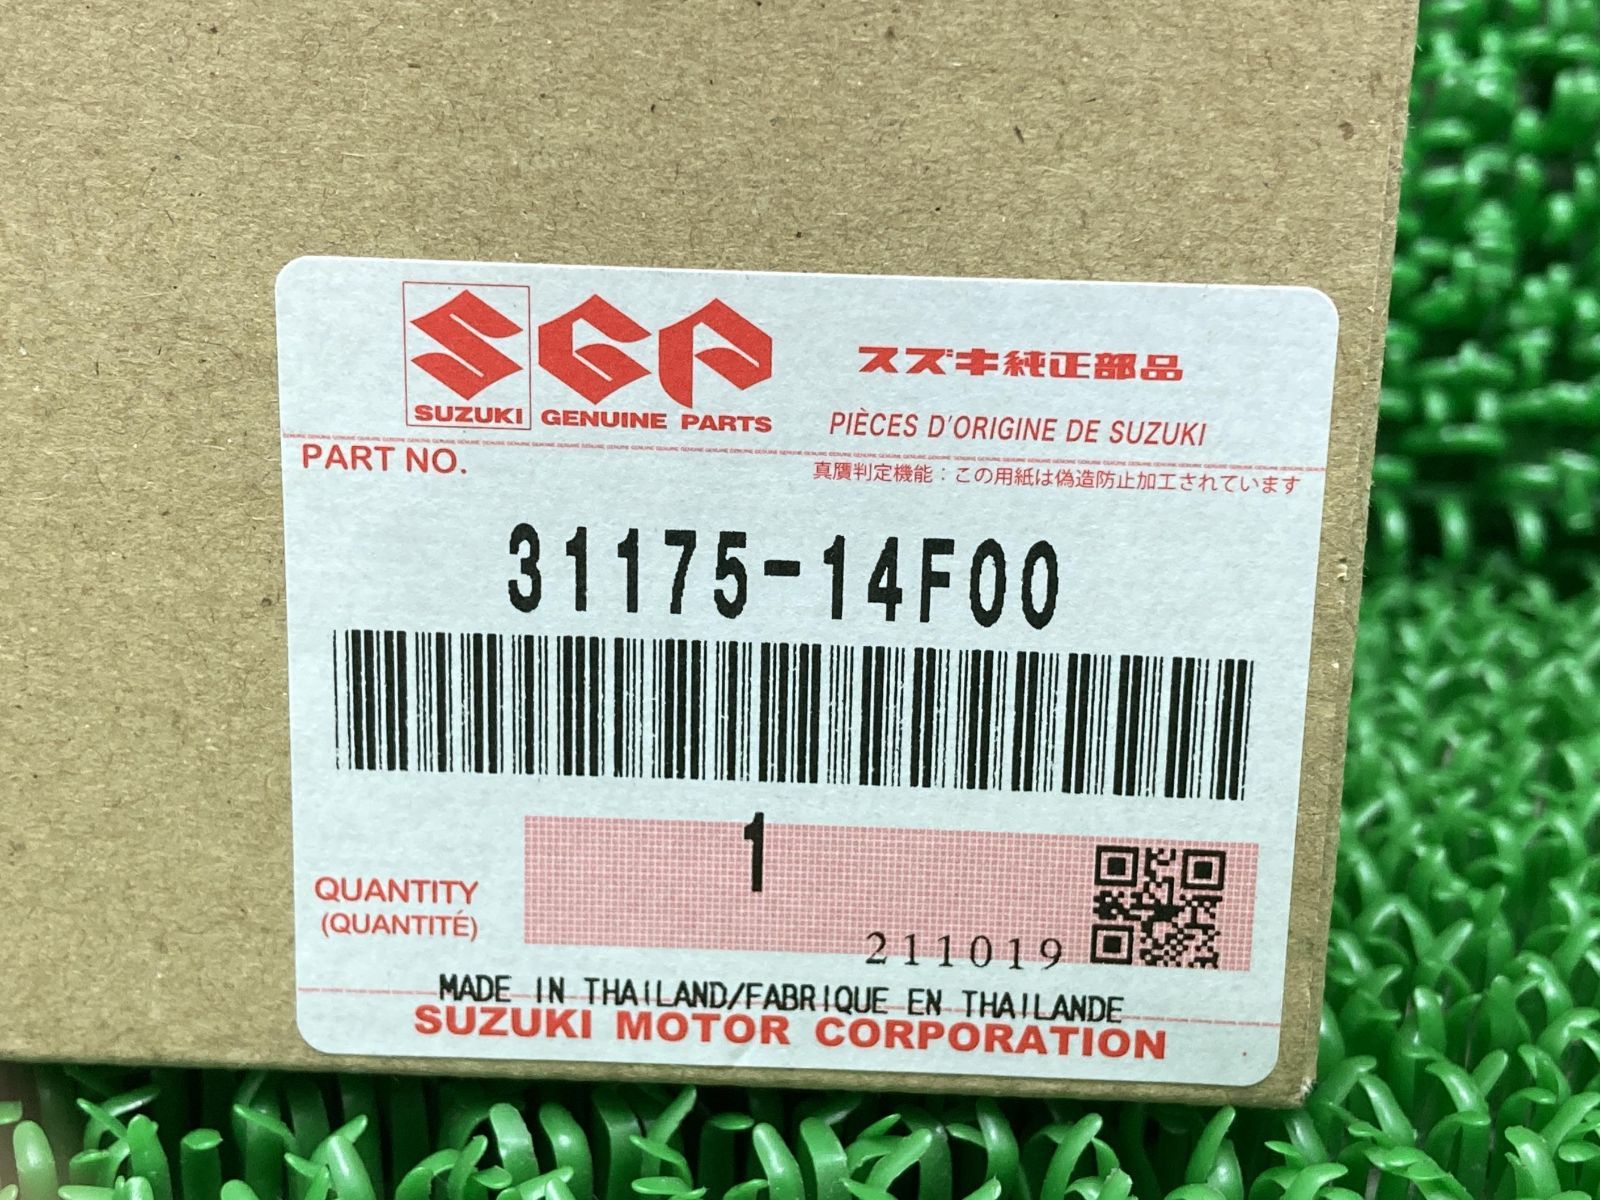 SGP
スズキ純正部品
SUZUKI GENUINE PARTS
PIÈCES D'ORIGINE DE SUZUKI
PART NO.
真贋判定機能：この用紙は偽造防止加工されています
31175-14F00
1
QUANTITY
(QUANTITÉ)
211019
MADE IN THAILAND/FABRIQUE EN THAILANDE
SUZUKI MOTOR CORPORATION